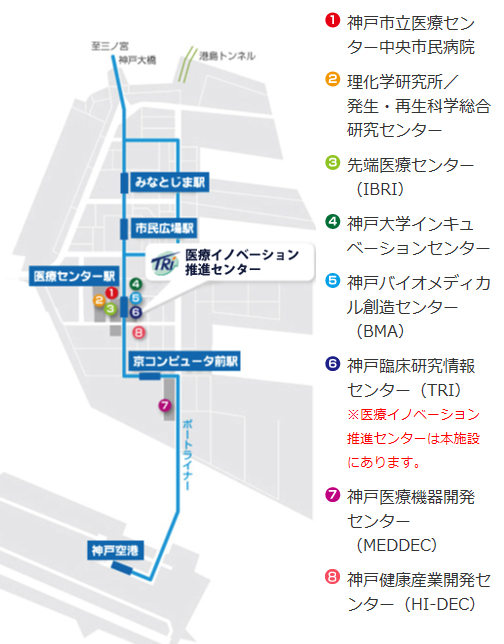 至三ノ宮
神戸大橋
港島トンネル
みなとじま駅
市民広場駅
TRI
医療イノベーション
推進センター
医療センター駅
1
2
3
4
5
6
8
京コンピュータ前駅
7
ポートライナー
神戸空港
1 神戸市立医療セン
ター中央市民病院
2 理化学研究所／
発生・再生科学総合
研究センター
3 先端医療センター
（IBRI）
4 神戸大学インキュ
ベーションセンター
5 神戸バイオメディカ
ル創造センター
（BMA）
6 神戸臨床研究情報
センター（TRI）
※医療イノベーション
推進センターは本施設
にあります。
7 神戸医療機器開発
センター
（MEDDEC）
8 神戸健康産業開発セ
ンター（HI-DEC）